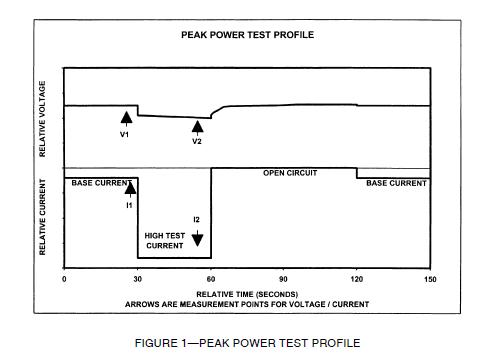 PEAK POWER TEST PROFILE
RELATIVE VOLTAGE
V1
V2
RELATIVE CURRENT
BASE CURRENT
OPEN CIRCUIT
BASE CURRENT
I1
I2
HIGH TEST
CURRENT
0 30 60 90 120 150
RELATIVE TIME (SECONDS)
ARROWS ARE MEASUREMENT POINTS FOR VOLTAGE / CURRENT
FIGURE 1—PEAK POWER TEST PROFILE